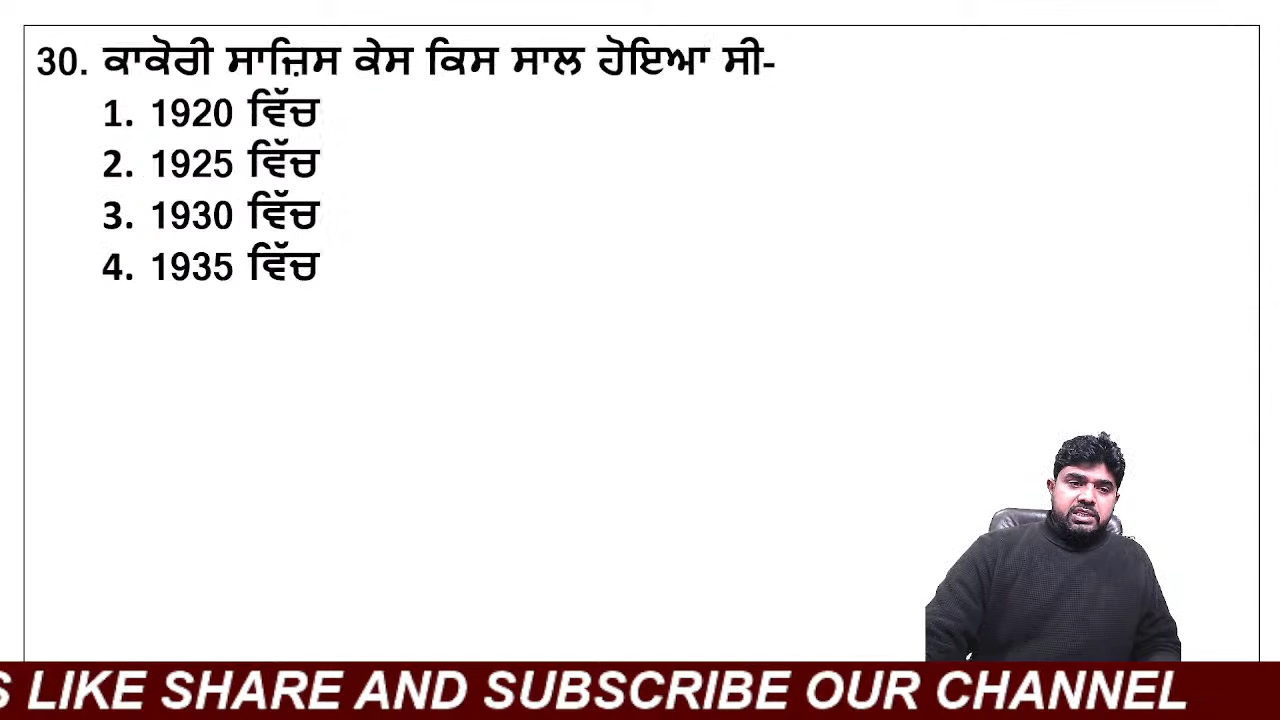 30. ਕਾਕੋਰੀ ਸਾਜ਼ਿਸ ਕੇਸ ਕਿਸ ਸਾਲ ਹੋਇਆ ਸੀ-
1. 1920 ਵਿੱਚ
2. 1925 ਵਿੱਚ
3. 1930 ਵਿੱਚ
4. 1935 ਵਿੱਚ
S LIKE SHARE AND SUBSCRIBE OUR CHANNEL